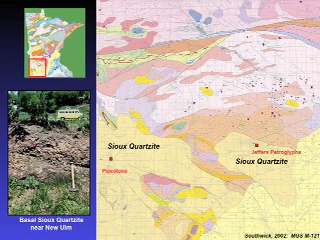 Sioux Quartzite
Jeffers Petroglyphs
Sioux Quartzite
Pipestone
Basal Sioux Quartzite
near New Ulm
Southwick, 2002: MGS M-121